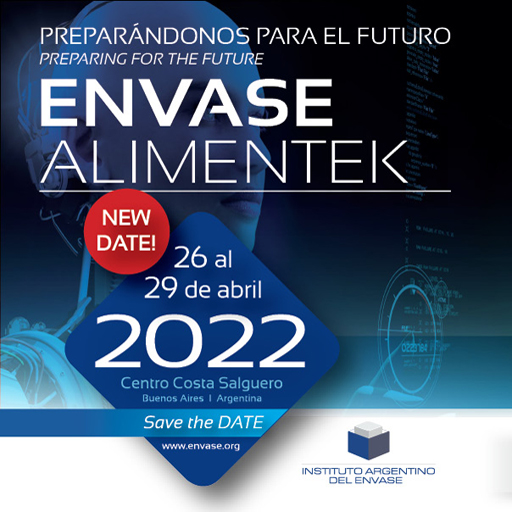 PREPARÁNDONOS PARA EL FUTURO
PREPARING FOR THE FUTURE
ENVASE
ALIMENTEK
NEW
DATE!
26 al
29 de abril
2022
Centro Costa Salguero
Buenos Aires | Argentina
Save the DATE
www.envase.org
INSTITUTO ARGENTINO
DEL ENVASE